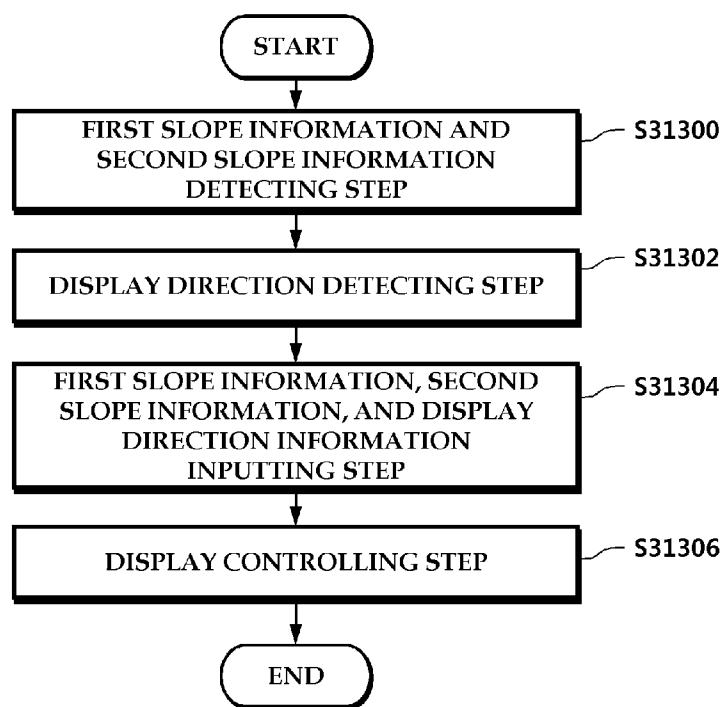 START
FIRST SLOPE INFORMATION AND
SECOND SLOPE INFORMATION
DETECTING STEP
S31300
DISPLAY DIRECTION DETECTING STEP
S31302
FIRST SLOPE INFORMATION, SECOND
SLOPE INFORMATION, AND DISPLAY
DIRECTION INFORMATION
INPUTTING STEP
S31304
DISPLAY CONTROLLING STEP
S31306
END